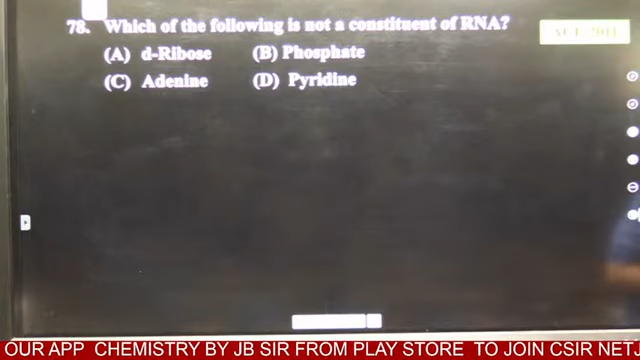 78. Which of the following is not a constituent of RNA?
(A) d-Ribose (B) Phosphate
(C) Adenine (D) Pyridine
OUR APP CHEMISTRY BY JB SIR FROM PLAY STORE TO JOIN CSIR NET,